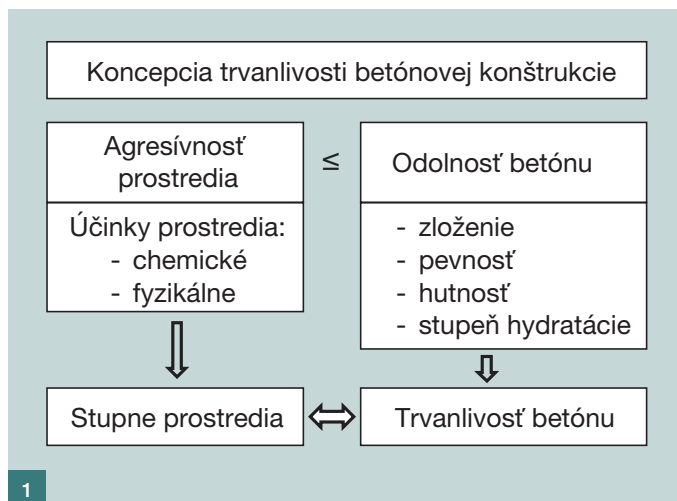 Koncepcia trvanlivosti betónovej konštrukcie
Agresívnosť
prostredia
≤
Odolnosť betónu
Účinky prostredia:
- chemické
- fyzikálne
- zloženie
- pevnosť
- hutnosť
- stupeň hydratácie
Stupne prostredia
Trvanlivosť betónu
1